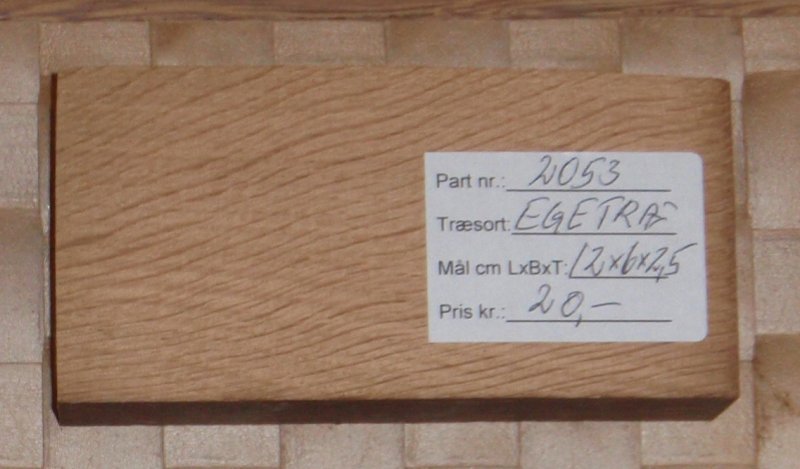 Part nr.: 2053
Træsort: EGETRÆ
Mål cm LxBxT: 12x6x2,5
Pris kr.: 20,—